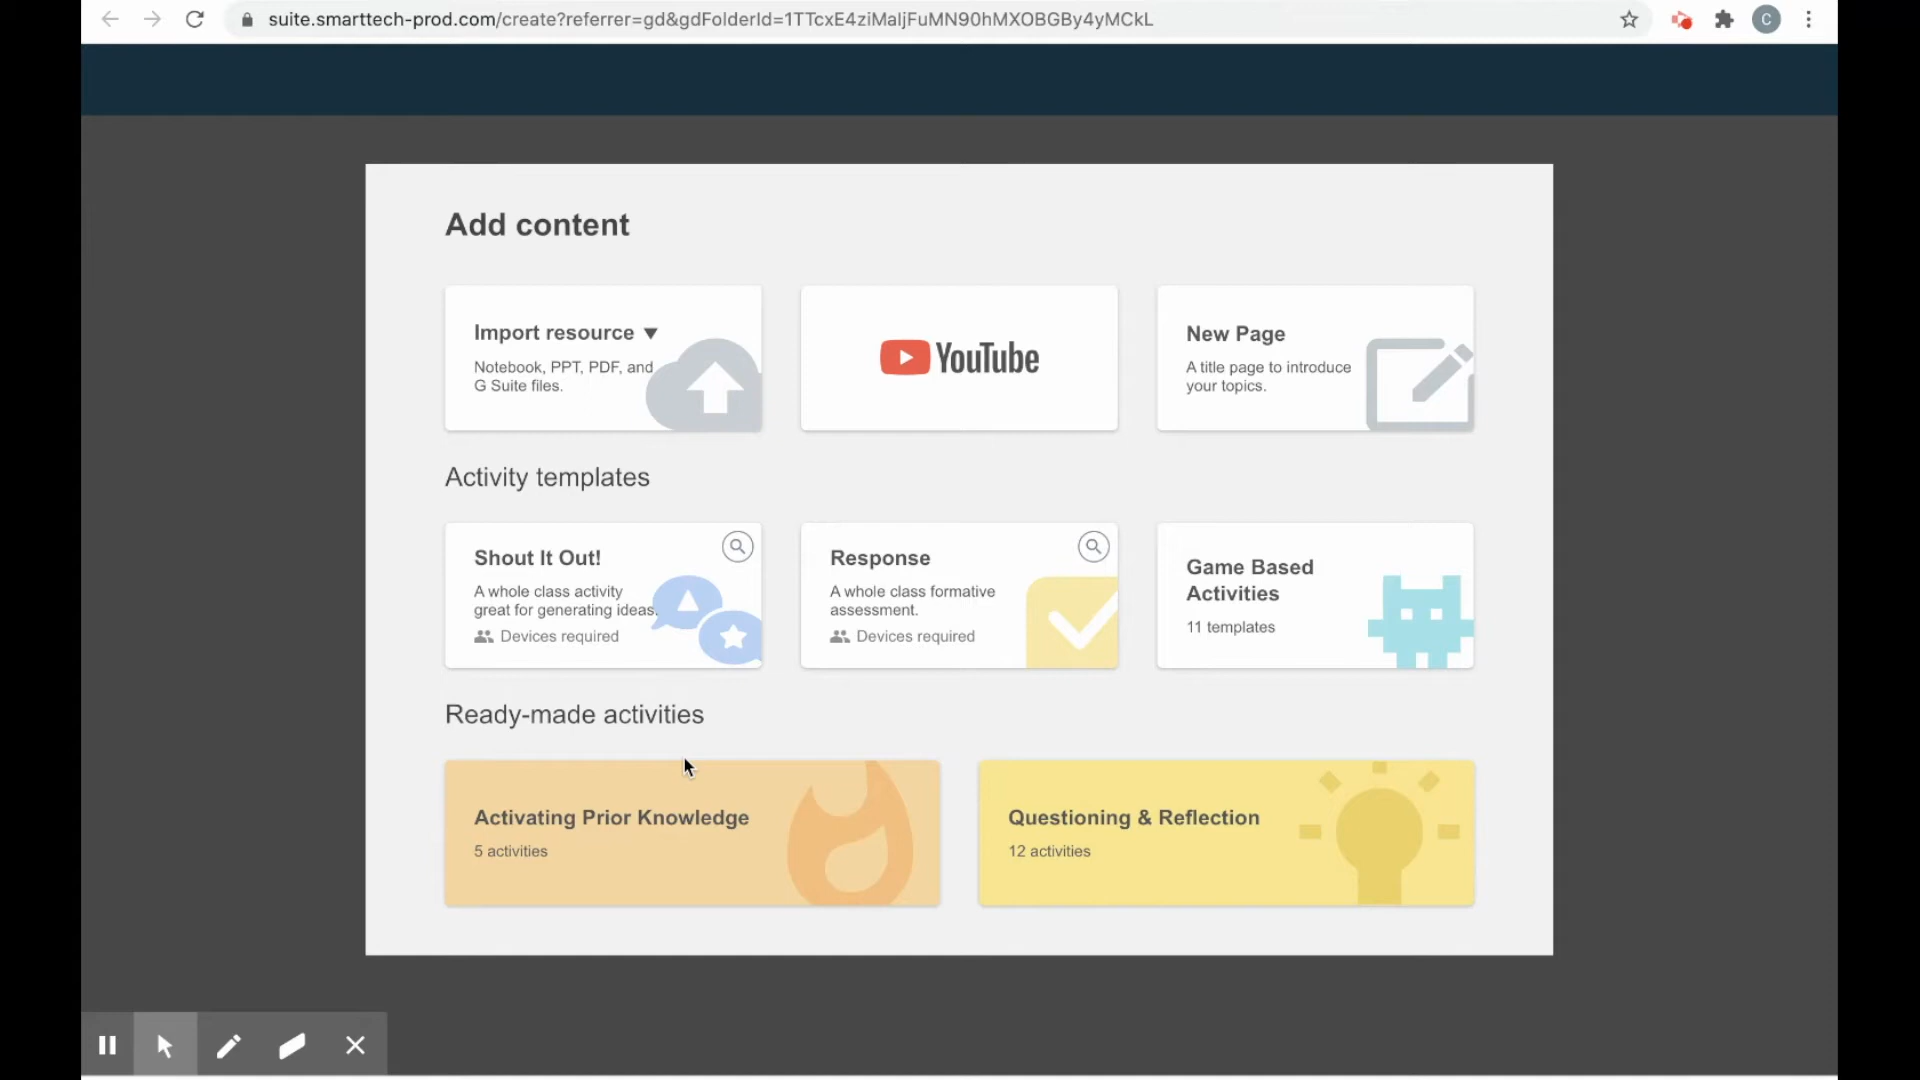 suite.smarttech-prod.com/create?referrer=gd&gdFolderId=1TTcxE4ziMaljFuMN90hMXOBGBy4yMCkL
C
Add content
Import resource ▼
Notebook, PPT, PDF, and
G Suite files.
YouTube
New Page
A title page to introduce
your topics.
Activity templates
Shout It Out!
A whole class activity
great for generating ideas.
Devices required
Response
A whole class formative
assessment.
Devices required
Game Based
Activities
11 templates
Ready-made activities
Activating Prior Knowledge
5 activities
Questioning & Reflection
12 activities